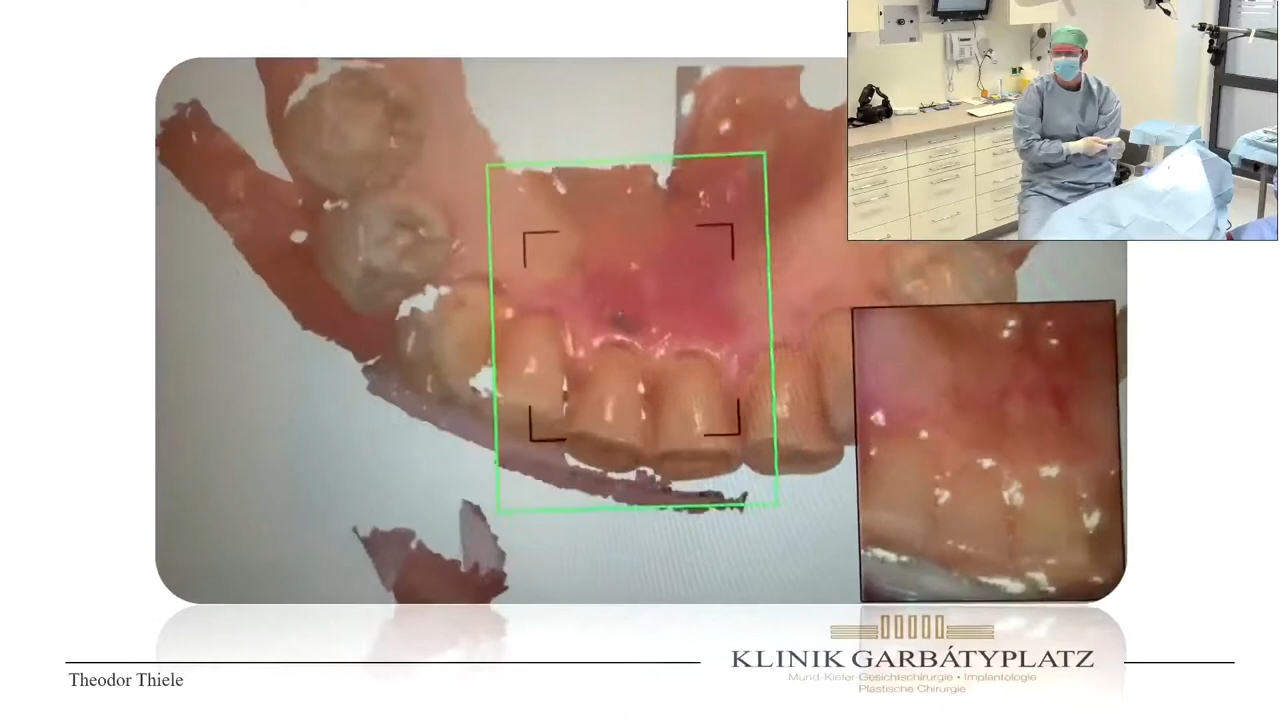 KLINIK GARBÁTYPLATZ
Mund-Kiefer-Gesichtschirurgie • Implantologie
Plastische Chirurgie
Theodor Thiele